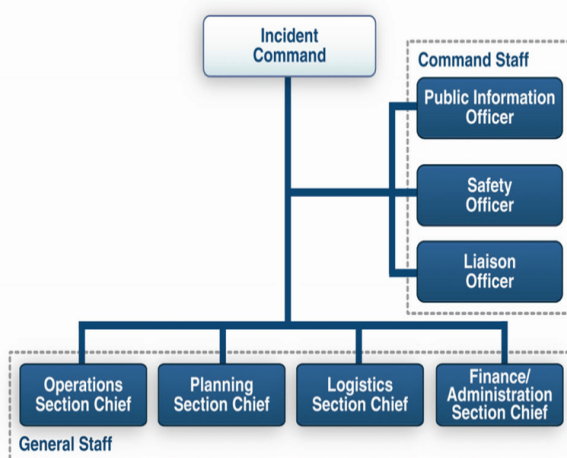 Incident
Command
Command Staff
Public Information
Officer
Safety
Officer
Liaison
Officer
Operations
Section Chief
Planning
Section Chief
Logistics
Section Chief
Finance/
Administration
Section Chief
General Staff